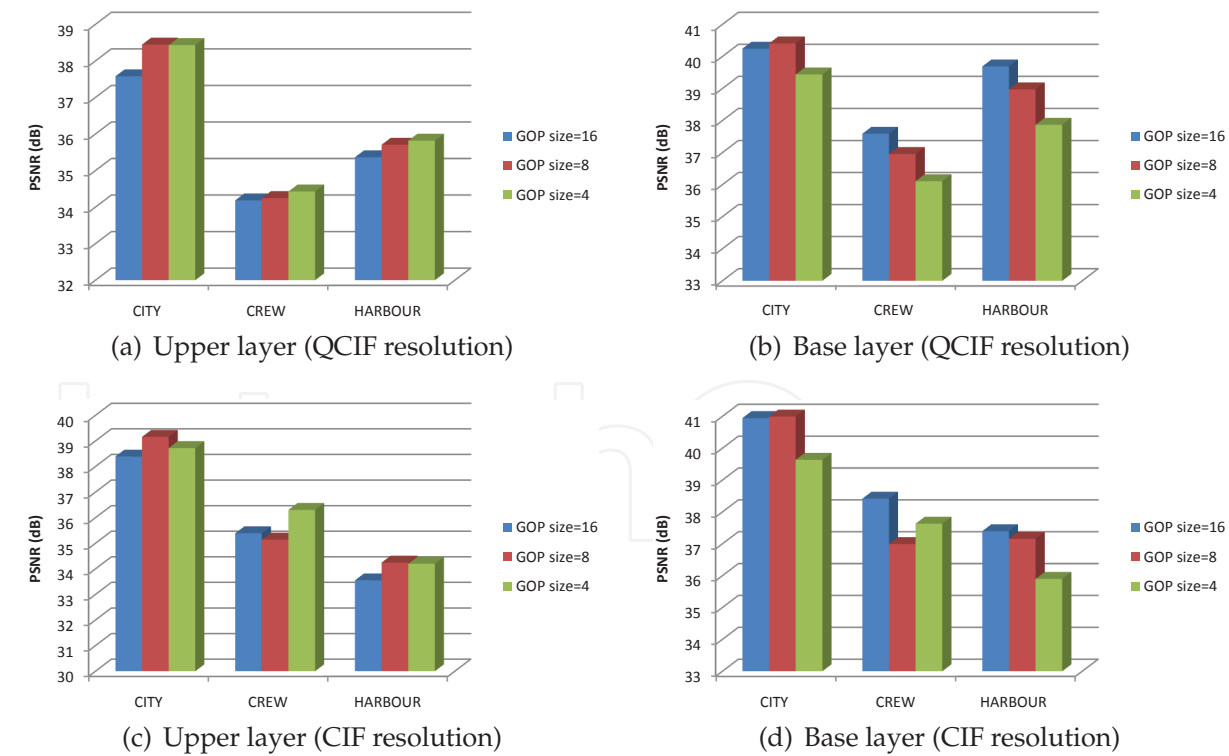 39
38
37
36
35
34
33
32
PSNR (dB)
CITY
CREW
HARBOUR
GOP size=16
GOP size=8
GOP size=4
(a) Upper layer (QCIF resolution)
41
40
39
38
37
36
35
34
33
PSNR (dB)
CITY
CREW
HARBOUR
GOP size=16
GOP size=8
GOP size=4
(b) Base layer (QCIF resolution)
40
39
38
37
36
35
34
33
32
31
30
PSNR (dB)
CITY
CREW
HARBOUR
GOP size=16
GOP size=8
GOP size=4
(c) Upper layer (CIF resolution)
41
40
39
38
37
36
35
34
33
PSNR (dB)
CITY
CREW
HARBOUR
GOP size=16
GOP size=8
GOP size=4
(d) Base layer (CIF resolution)